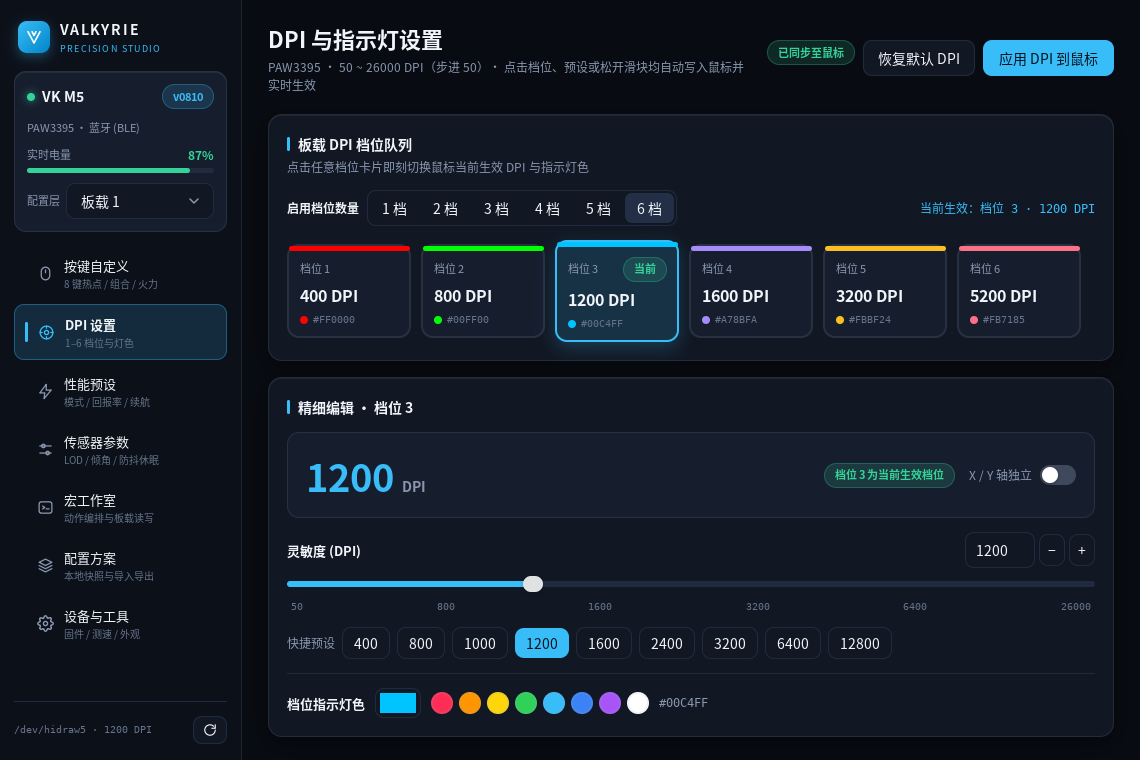 VALKYRIE
PRECISION STUDIO
VK M5
v0810
PAW3395 · 蓝牙 (BLE)
实时电量
87%
配置层
板载 1
按键自定义
8 键热点 / 组合 / 火力
DPI 设置
1–6 档位与灯色
性能预设
模式 / 回报率 / 续航
传感器参数
LOD / 倾角 / 防抖休眠
宏工作室
动作编排与板载读写
配置方案
本地快照与导入导出
设备与工具
固件 / 测速 / 外观
/dev/hidraw5 · 1200 DPI
DPI 与指示灯设置
PAW3395 · 50 ~ 26000 DPI（步进 50） · 点击档位、预设或松开滑块均自动写入鼠标并
实时生效
已同步至鼠标
恢复默认 DPI
应用 DPI 到鼠标
板载 DPI 档位队列
点击任意档位卡片即刻切换鼠标当前生效 DPI 与指示灯色
启用档位数量
1 档 2 档 3 档 4 档 5 档 6 档
当前生效：档位 3 · 1200 DPI
档位 1
400 DPI
#FF0000
档位 2
800 DPI
#00FF00
档位 3
当前
1200 DPI
#00C4FF
档位 4
1600 DPI
#A78BFA
档位 5
3200 DPI
#FBBF24
档位 6
5200 DPI
#FB7185
精细编辑 · 档位 3
1200 DPI
档位 3 为当前生效档位
X / Y 轴独立
灵敏度 (DPI)
1200
−
+
50 800 1600 3200 6400 26000
快捷预设 400 800 1000 1200 1600 2400 3200 6400 12800
档位指示灯色
#00C4FF